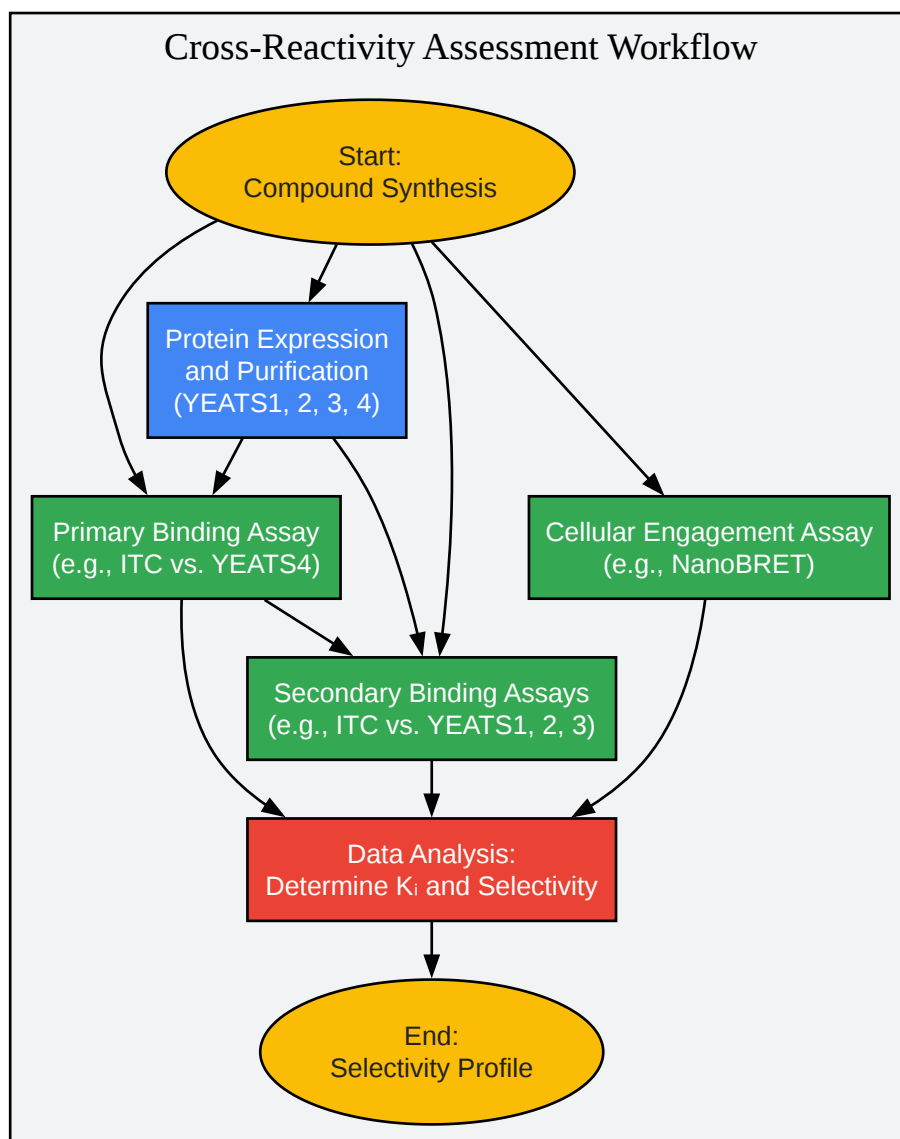 Cross-Reactivity Assessment Workflow
Start:
Compound Synthesis
Protein Expression
and Purification
(YEATS1, 2, 3, 4)
Primary Binding Assay
(e.g., ITC vs. YEATS4)
Cellular Engagement Assay
(e.g., NanoBRET)
Secondary Binding Assays
(e.g., ITC vs. YEATS1, 2, 3)
Data Analysis:
Determine Kᵢ and Selectivity
End:
Selectivity Profile